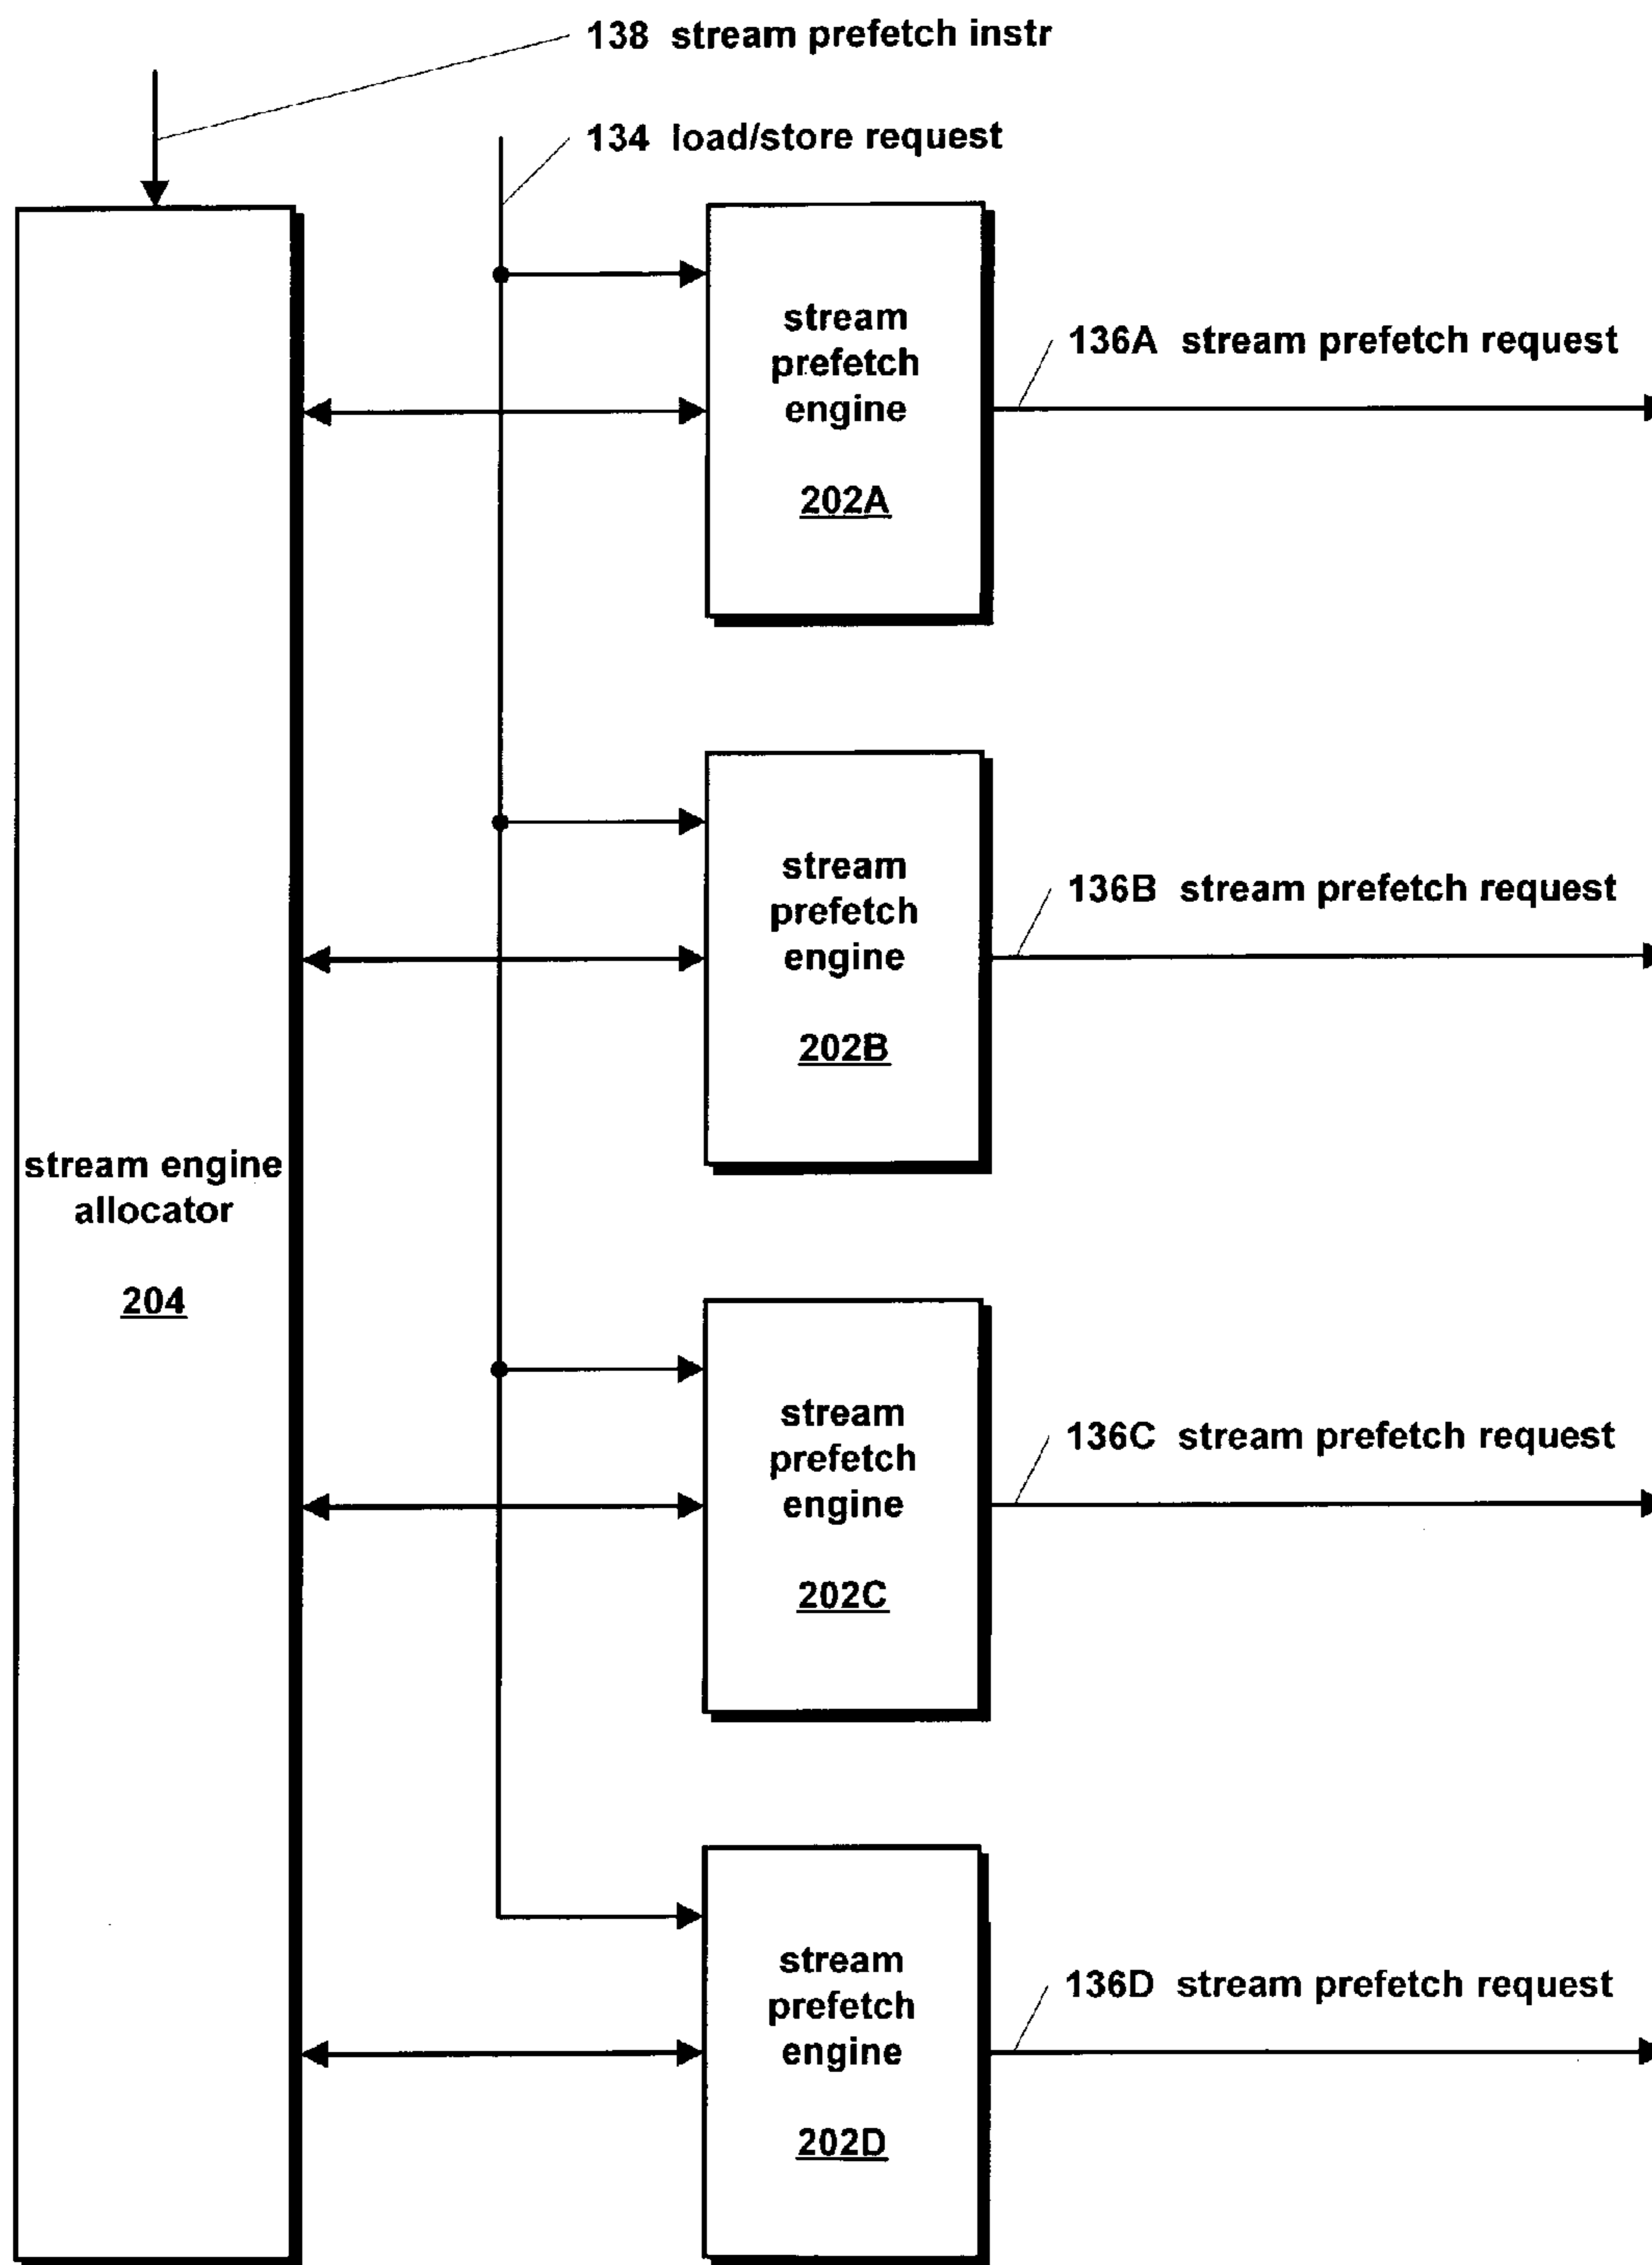 138 stream prefetch instr
134 load/store request
stream
prefetch
engine
202A
136A stream prefetch request
stream
prefetch
engine
202B
136B stream prefetch request
stream engine
allocator
204
stream
prefetch
engine
202C
136C stream prefetch request
stream
prefetch
engine
202D
136D stream prefetch request